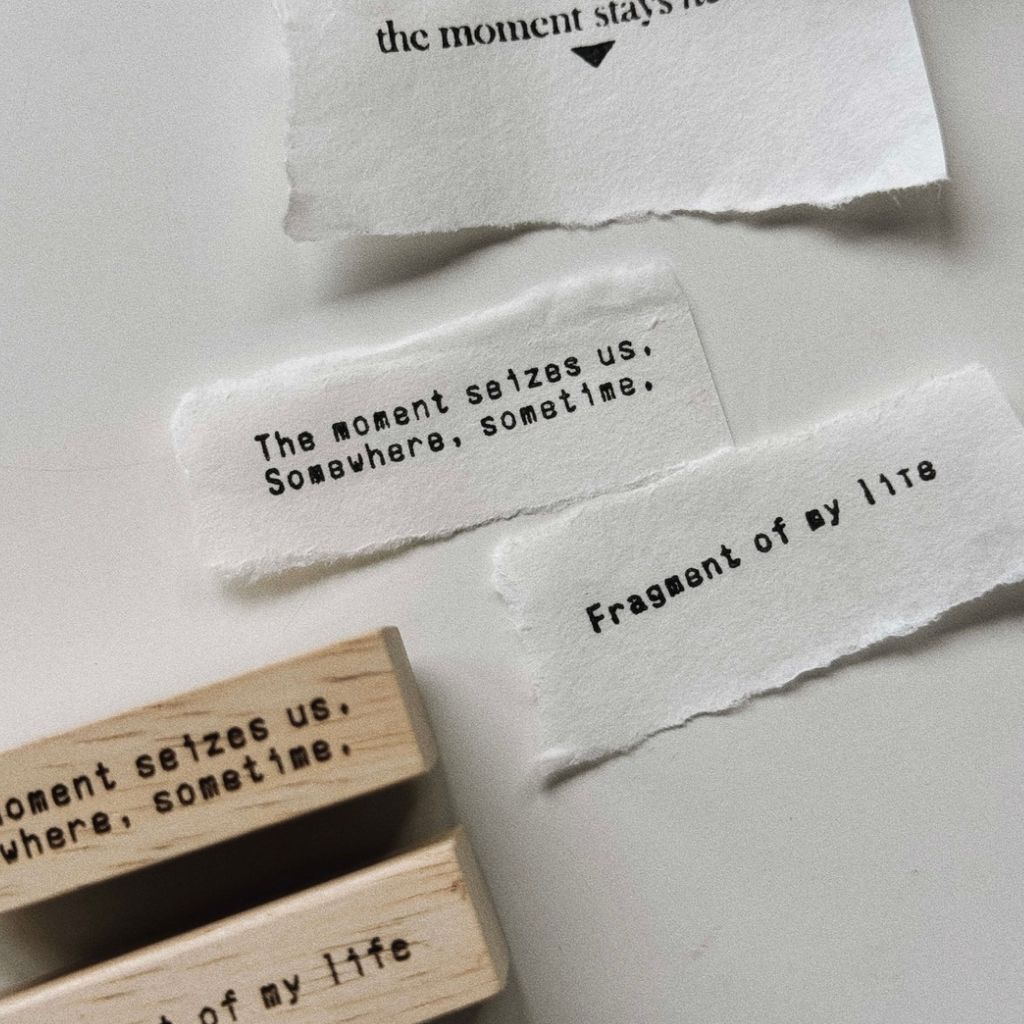 the moment stays
The moment seizes us.
Somewhere, sometime.
Fragment of my life
oment seizes us.
where, sometime.
t of my life